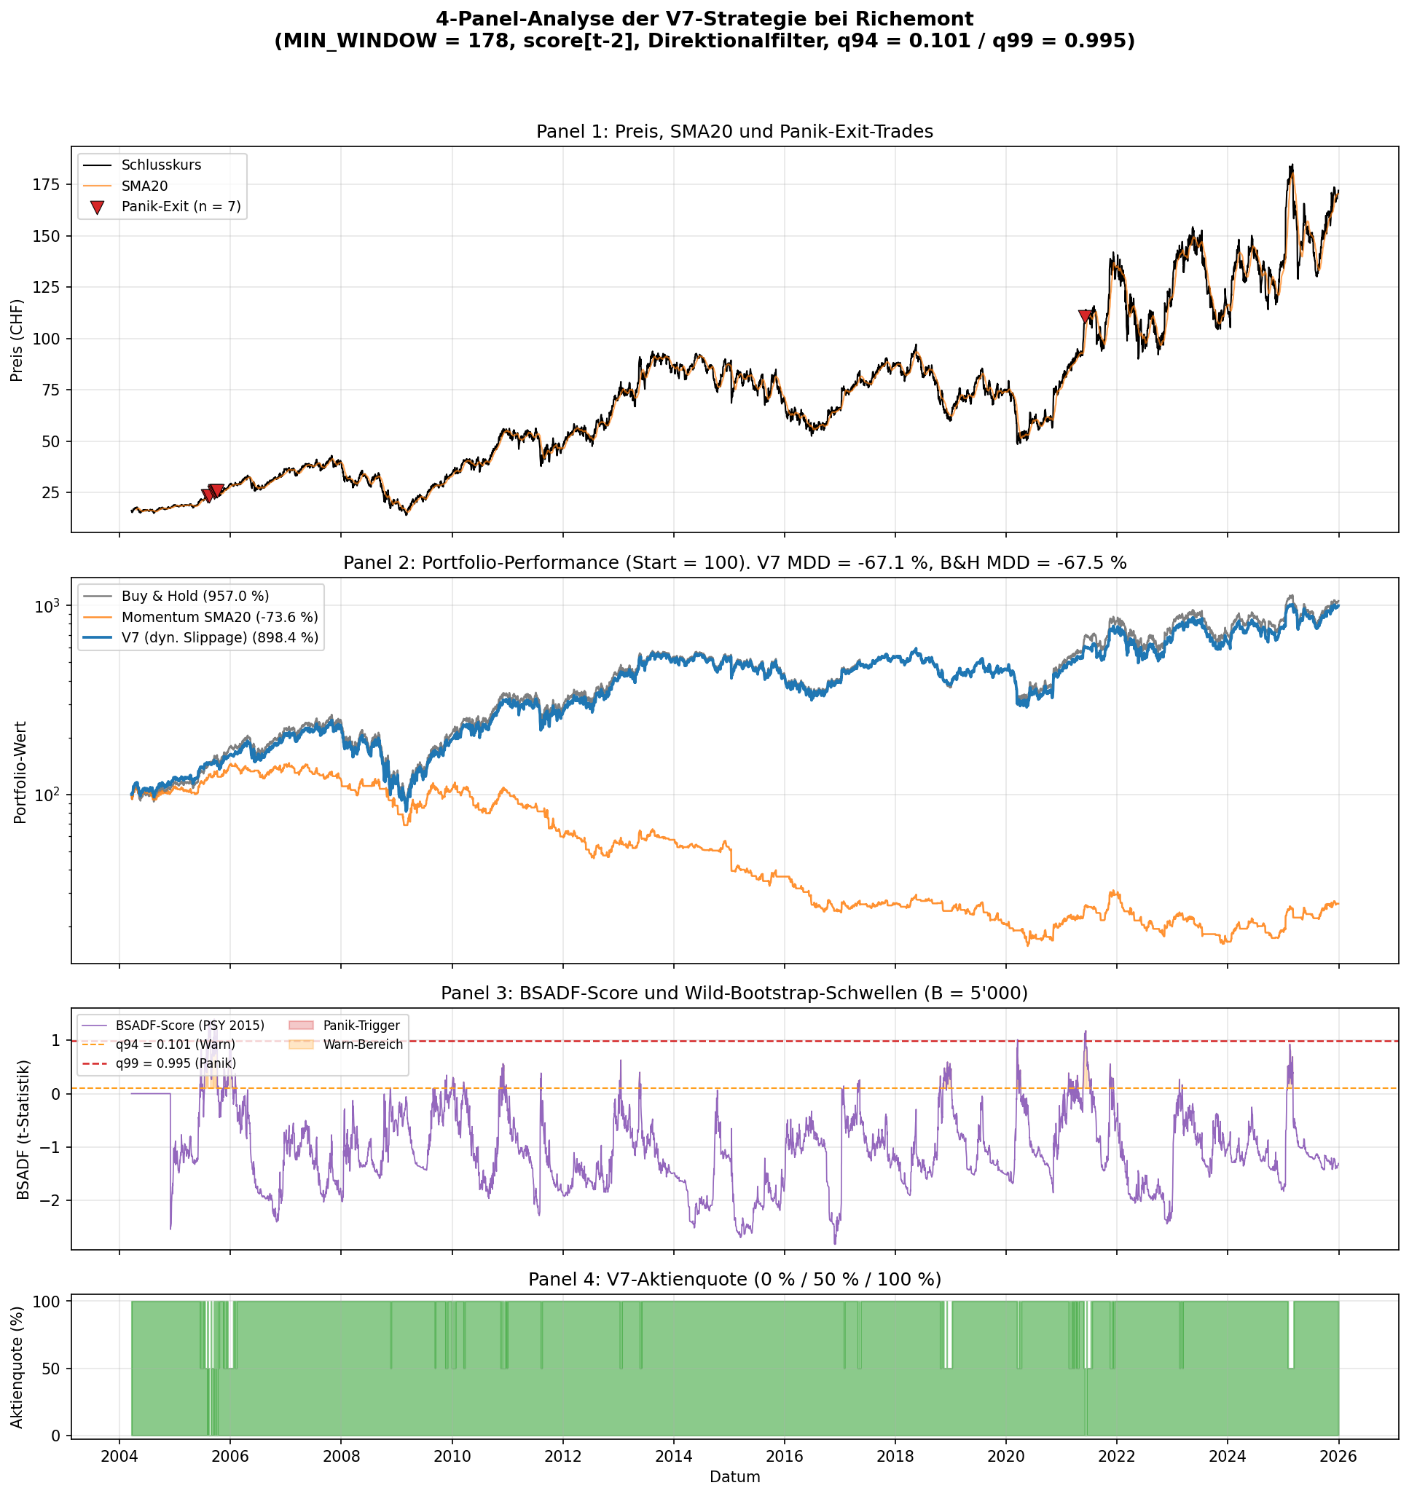 4-Panel-Analyse der V7-Strategie bei Richemont
(MIN_WINDOW = 178, score[t-2], Direktionalfilter, q94 = 0.101 / q99 = 0.995)
Panel 1: Preis, SMA20 und Panik-Exit-Trades
Schlusskurs
SMA20
Panik-Exit (n = 7)
175
150
125
100
75
50
25
Preis (CHF)
Panel 2: Portfolio-Performance (Start = 100). V7 MDD = -67.1 %, B&H MDD = -67.5 %
Buy & Hold (957.0 %)
Momentum SMA20 (-73.6 %)
V7 (dyn. Slippage) (898.4 %)
10³
10²
Portfolio-Wert
Panel 3: BSADF-Score und Wild-Bootstrap-Schwellen (B = 5'000)
BSADF-Score (PSY 2015)
q94 = 0.101 (Warn)
q99 = 0.995 (Panik)
Panik-Trigger
Warn-Bereich
1
0
−1
−2
BSADF (t-Statistik)
Panel 4: V7-Aktienquote (0 % / 50 % / 100 %)
100
50
0
Aktienquote (%)
2004 2006 2008 2010 2012 2014 2016 2018 2020 2022 2024 2026
Datum